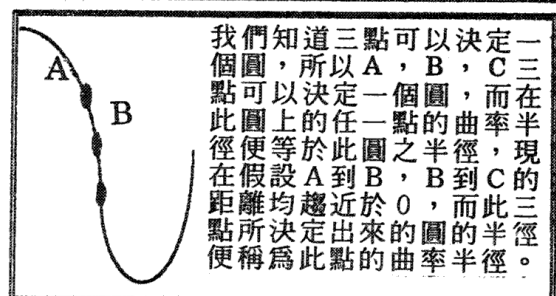 A
B
我們知道三點可以決定一
個圓，所以A，B，C三
點可以決定一個圓，而在
此圓上的任一點的曲率半
徑便等於此圓之半徑，現
在假設A到B，B到C的
距離均趨近於0，而此三
點所決定出來的圓的半徑
便稱為此點的曲率半徑。